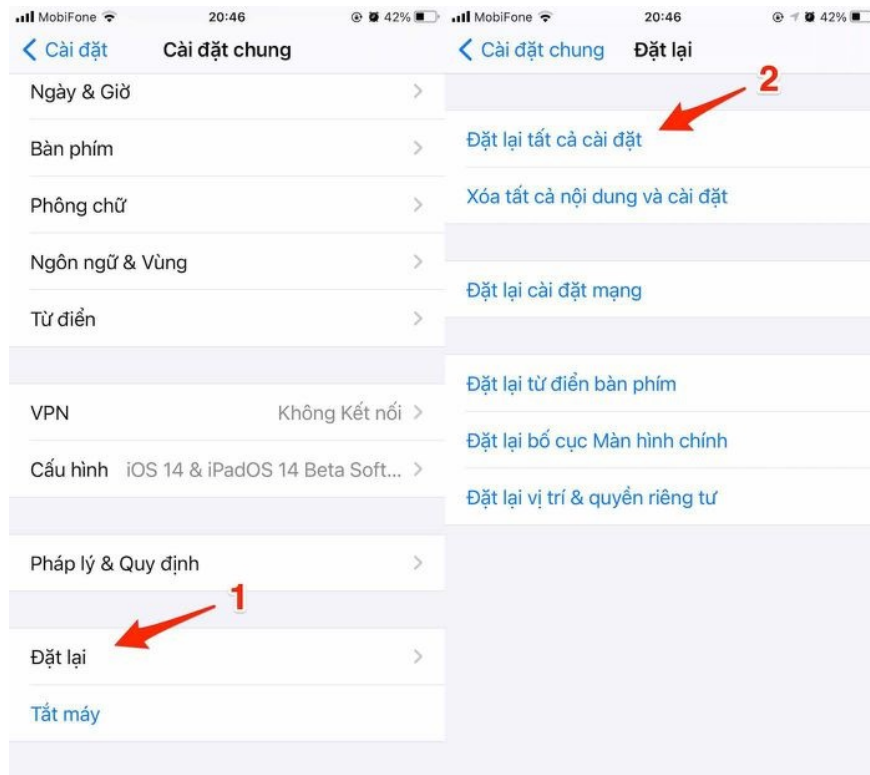 MobiFone 20:46 42%
Cài đặt Cài đặt chung
Ngày & Giờ
Bàn phím
Phông chữ
Ngôn ngữ & Vùng
Từ điển
VPN Không Kết nối
Cấu hình iOS 14 & iPadOS 14 Beta Soft...
Pháp lý & Quy định
1
Đặt lại
Tắt máy
MobiFone 20:46 42%
Cài đặt chung Đặt lại
2
Đặt lại tất cả cài đặt
Xóa tất cả nội dung và cài đặt
Đặt lại cài đặt mạng
Đặt lại từ điển bàn phím
Đặt lại bố cục Màn hình chính
Đặt lại vị trí & quyền riêng tư